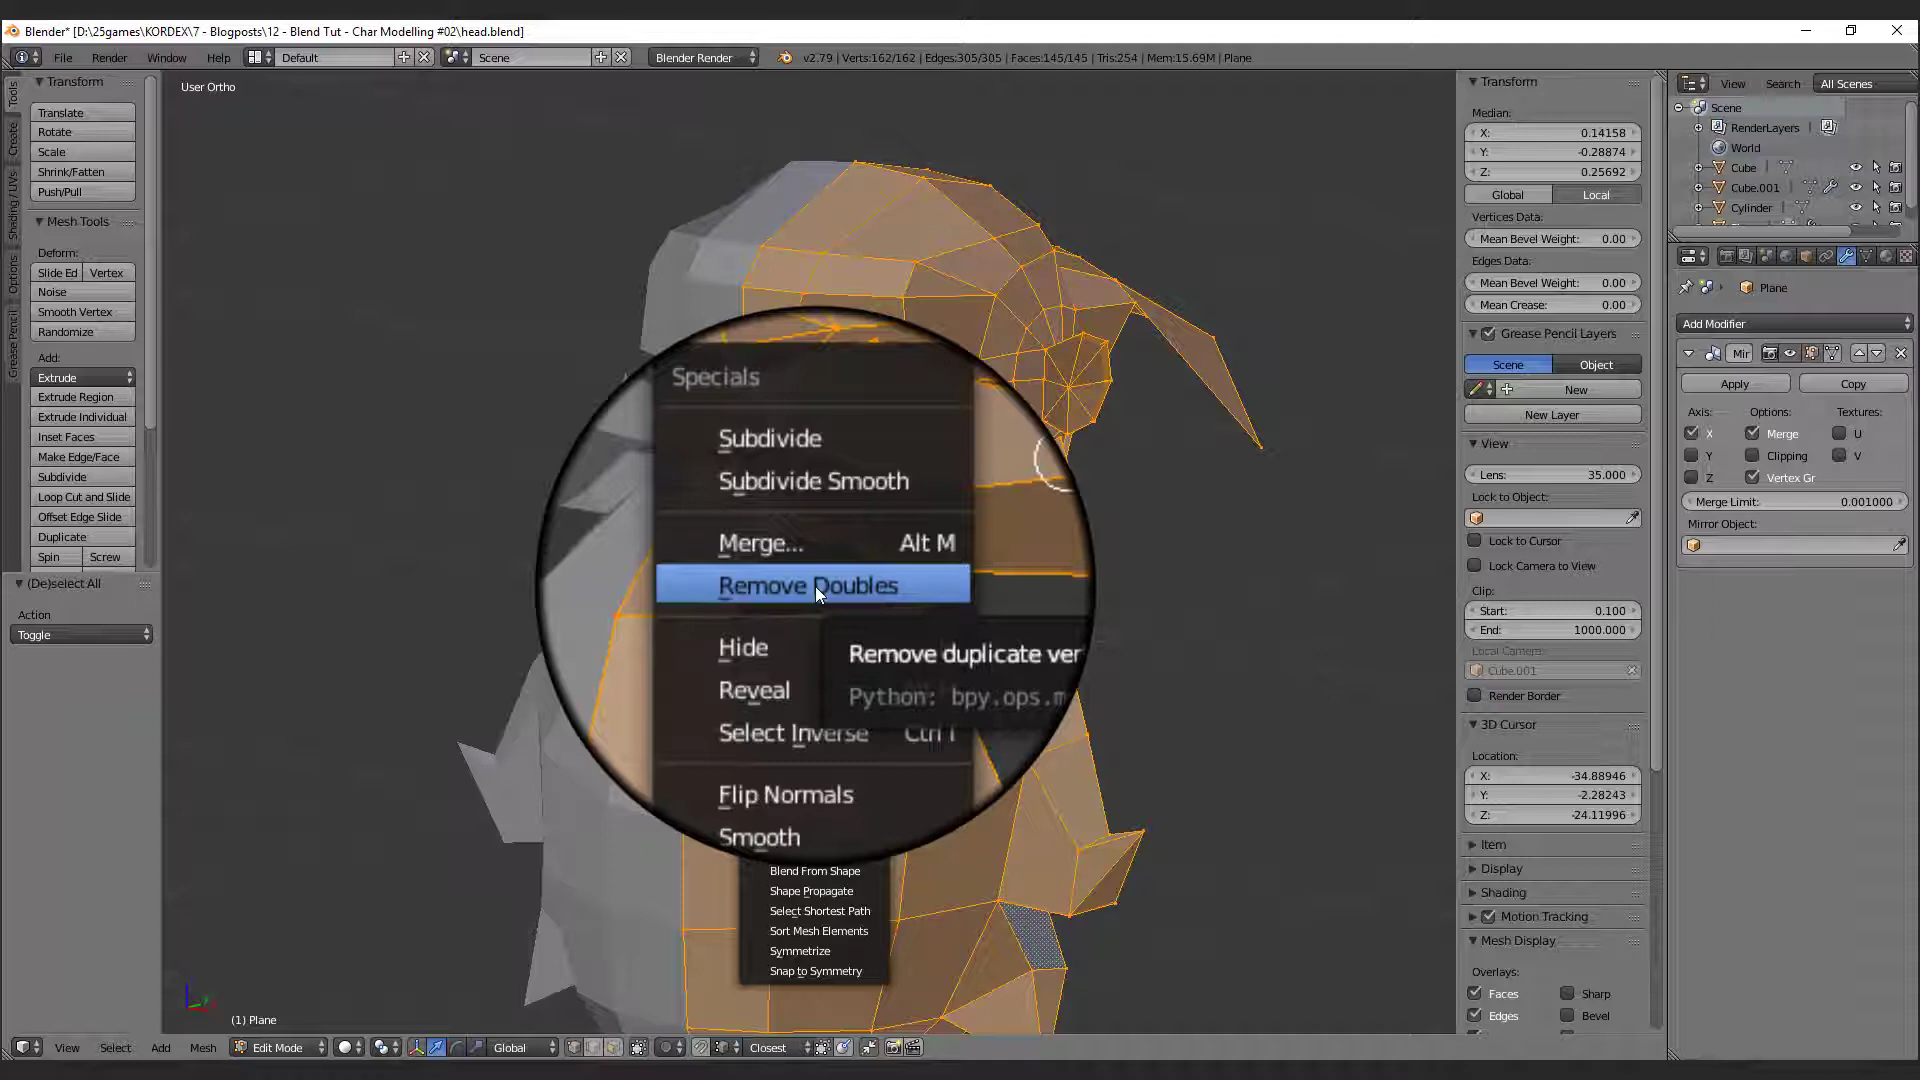 Blender* [D:\25games\KORDEX\7 - Blogposts\12 - Blend Tut - Char Modelling #02\head.blend]
File Render Window Help Default Scene Blender Render v2.79 | Verts:162/162 | Edges:305/305 | Faces:145/145 | Tris:254 | Mem:15.69M | Plane
Tools
Create
Shading / UVs
Options
Grease Pencil
Transform
Translate
Rotate
Scale
Shrink/Fatten
Push/Pull
Mesh Tools
Deform:
Slide Ed Vertex
Noise
Smooth Vertex
Randomize
Add:
Extrude
Extrude Region
Extrude Individual
Inset Faces
Make Edge/Face
Subdivide
Loop Cut and Slide
Offset Edge Slide
Duplicate
Spin Screw
(De)select All
Action
Toggle
User Ortho
Specials
Subdivide
Subdivide Smooth
Merge... Alt M
Remove Doubles
Hide
Remove duplicate ver
Reveal
Python: bpy.ops.m
Select Inverse Ctrl I
Flip Normals
Smooth
Blend From Shape
Shape Propagate
Select Shortest Path
Sort Mesh Elements
Symmetrize
Snap to Symmetry
(1) Plane
View Select Add Mesh Edit Mode Global Closest
Transform
Median:
X: 0.14158
Y: -0.28874
Z: 0.25692
Global Local
Vertices Data:
Mean Bevel Weight: 0.00
Edges Data:
Mean Bevel Weight: 0.00
Mean Crease: 0.00
Grease Pencil Layers
Scene Object
New
New Layer
View
Lens: 35.000
Lock to Object:
Lock to Cursor
Lock Camera to View
Clip:
Start: 0.100
End: 1000.000
Local Camera:
Cube.001
Render Border
3D Cursor
Location:
X: -34.88946
Y: -2.28243
Z: -24.11996
Item
Display
Shading
Motion Tracking
Mesh Display
Overlays:
Faces Sharp
Edges Bevel
View Search All Scenes
Scene
RenderLayers
World
Cube
Cube.001
Cylinder
Plane
Add Modifier
Mir
Apply Copy
Axis: Options: Textures:
X Merge U
Y Clipping V
Z Vertex Gr
Merge Limit: 0.001000
Mirror Object: